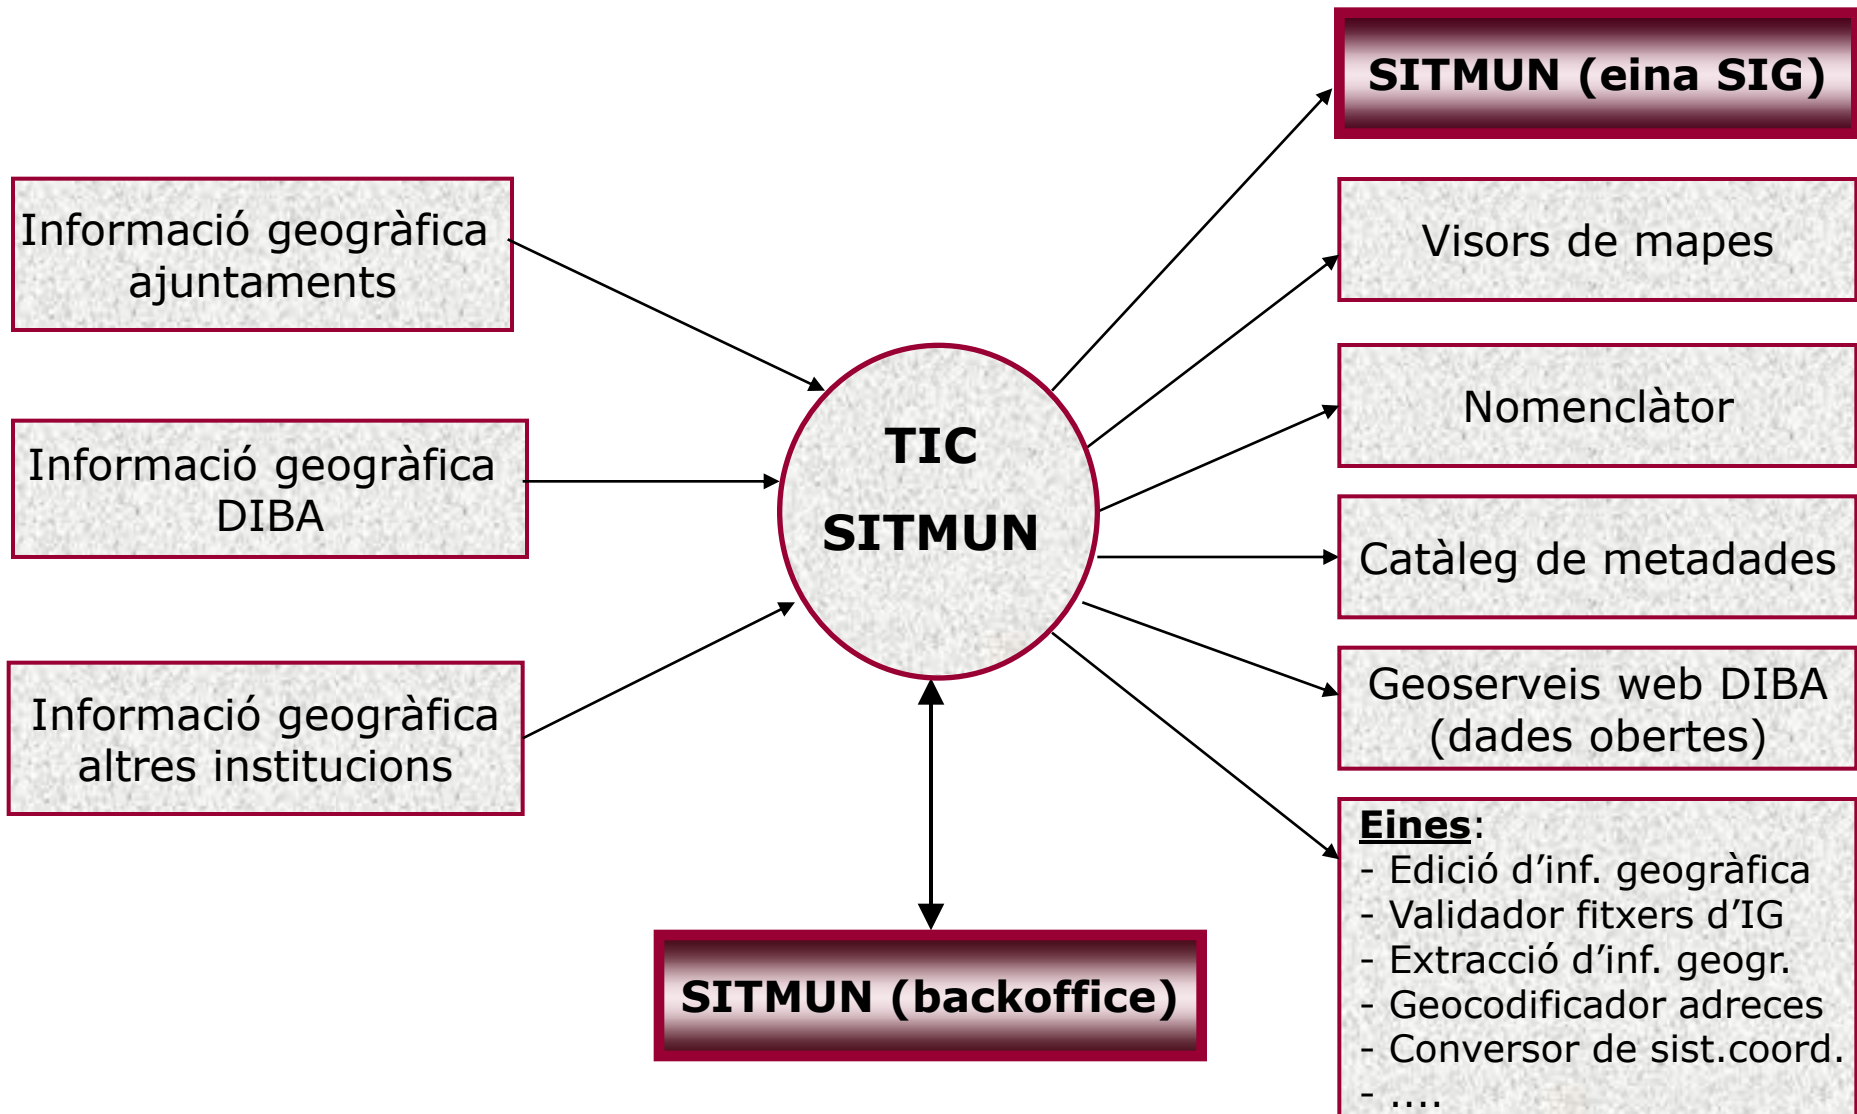 SITMUN (eina SIG)
Informació geogràfica
ajuntaments
Visors de mapes
Nomenclàtor
TIC
SITMUN
Informació geogràfica
DIBA
Catàleg de metadades
Informació geogràfica
altres institucions
Geoserveis web DIBA
(dades obertes)
Eines:
- Edició d’inf. geogràfica
- Validador fitxers d’IG
- Extracció d’inf. geogr.
- Geocodificador adreces
- Conversor de sist.coord.
- ....
SITMUN (backoffice)